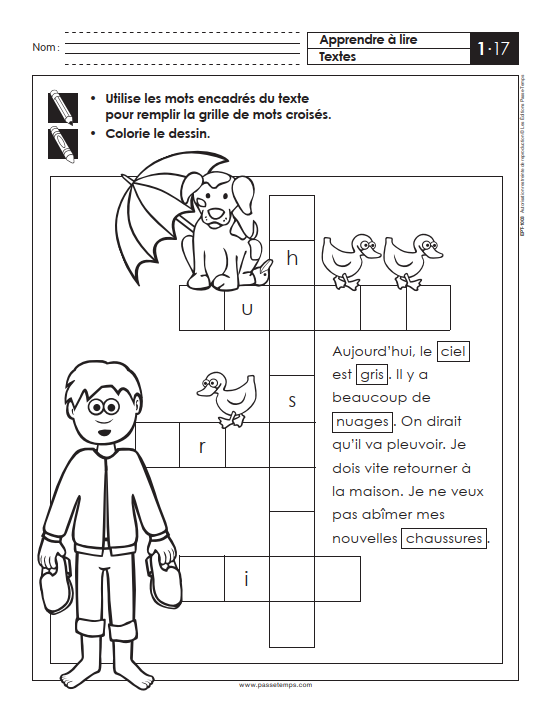 Nom :
Apprendre à lire
Textes
1·17
• Utilise les mots encadrés du texte
pour remplir la grille de mots croisés.
• Colorie le dessin.
h
u
s
r
i
Aujourd'hui, le ciel
est gris. Il y a
beaucoup de
nuages. On dirait
qu'il va pleuvoir. Je
dois vite retourner à
la maison. Je ne veux
pas abîmer mes
nouvelles chaussures.
www.passetemps.com